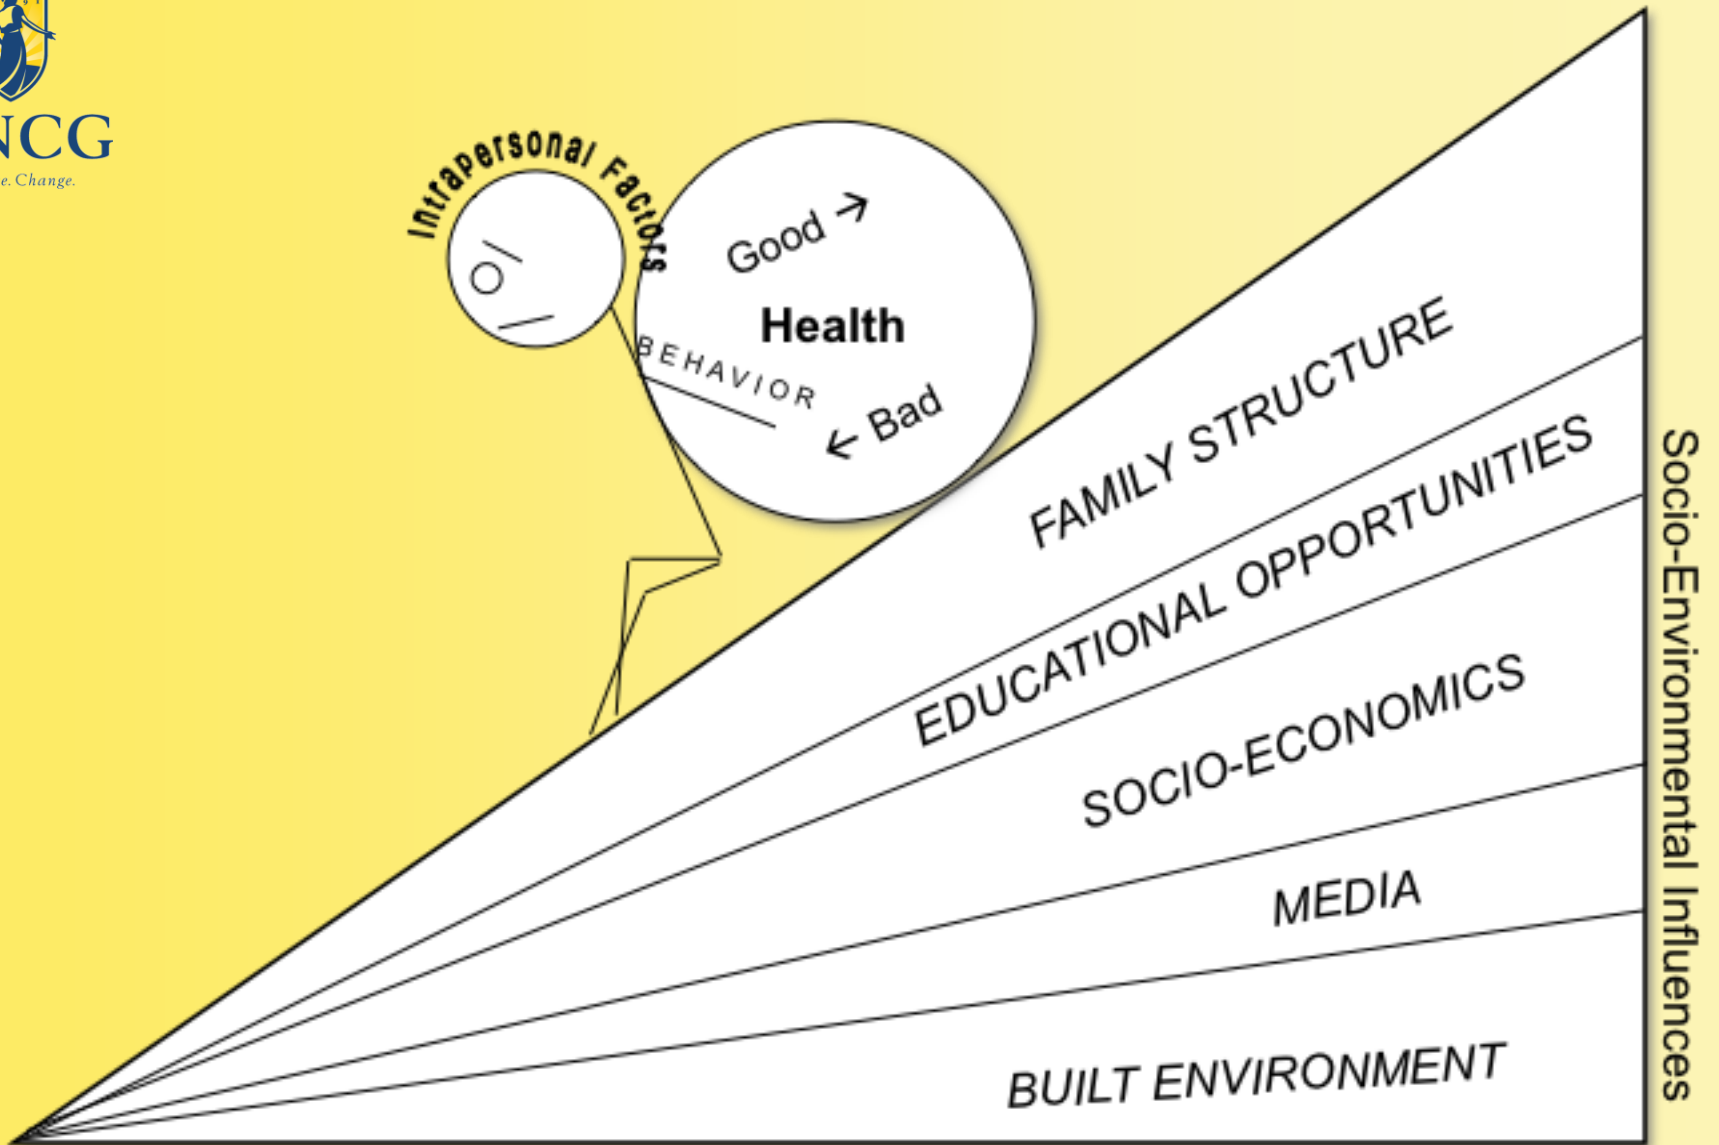 NCG
e. Change.
Intrapersonal Factors
Good →
Health
BEHAVIOR
← Bad
FAMILY STRUCTURE
EDUCATIONAL OPPORTUNITIES
SOCIO-ECONOMICS
MEDIA
BUILT ENVIRONMENT
Socio-Environmental Influences